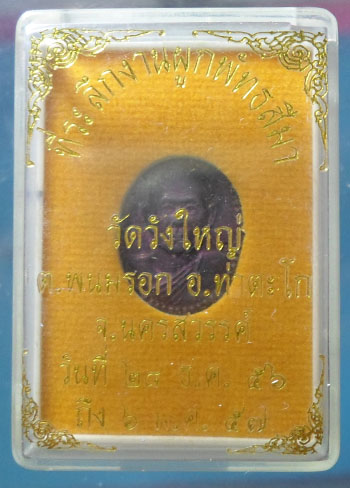 ที่ระลึกงานผูกพัทธสีมา
วัดวังใหญ่
ต.พนมรอก อ.ท่าตะโก
จ.นครสวรรค์
วันที่ ๒๘ ธ.ค. ๕๖
ถึง ๖ ม.ค. ๕๗